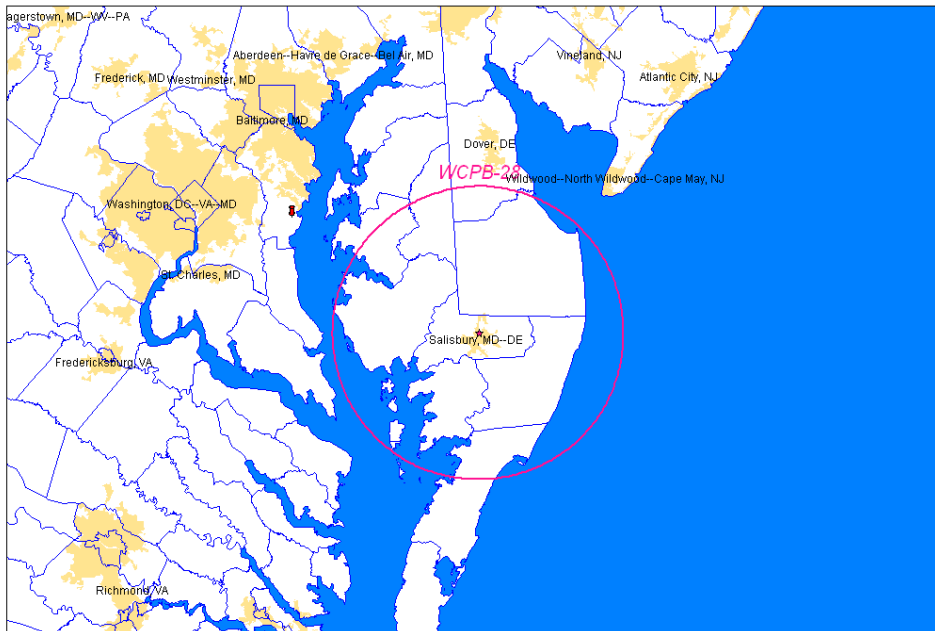 agerstown, MD--WV--PA
Aberdeen--Havre de Grace--Bel Air, MD
Vineland, NJ
Frederick, MD
Westminster, MD
Atlantic City, NJ
Baltimore, MD
Dover, DE
WCPB-28
Wildwood--North Wildwood--Cape May, NJ
Washington, DC--VA--MD
St. Charles, MD
Salisbury, MD--DE
Fredericksburg, VA
Richmond, VA